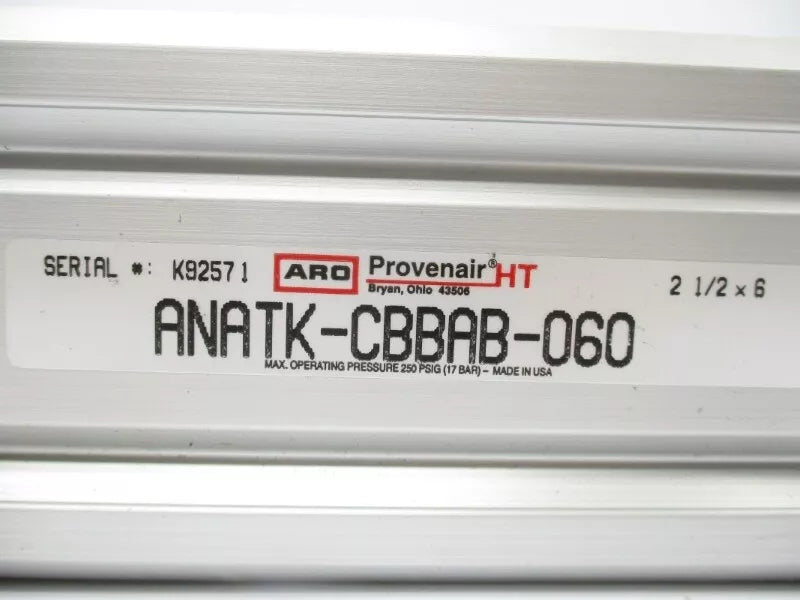 SERIAL #: K92571 ARO Provenair® HT 2 1/2 x 6
Bryan, Ohio 43506
ANATK-CBBAB-060
MAX. OPERATING PRESSURE 250 PSIG (17 BAR) – MADE IN USA